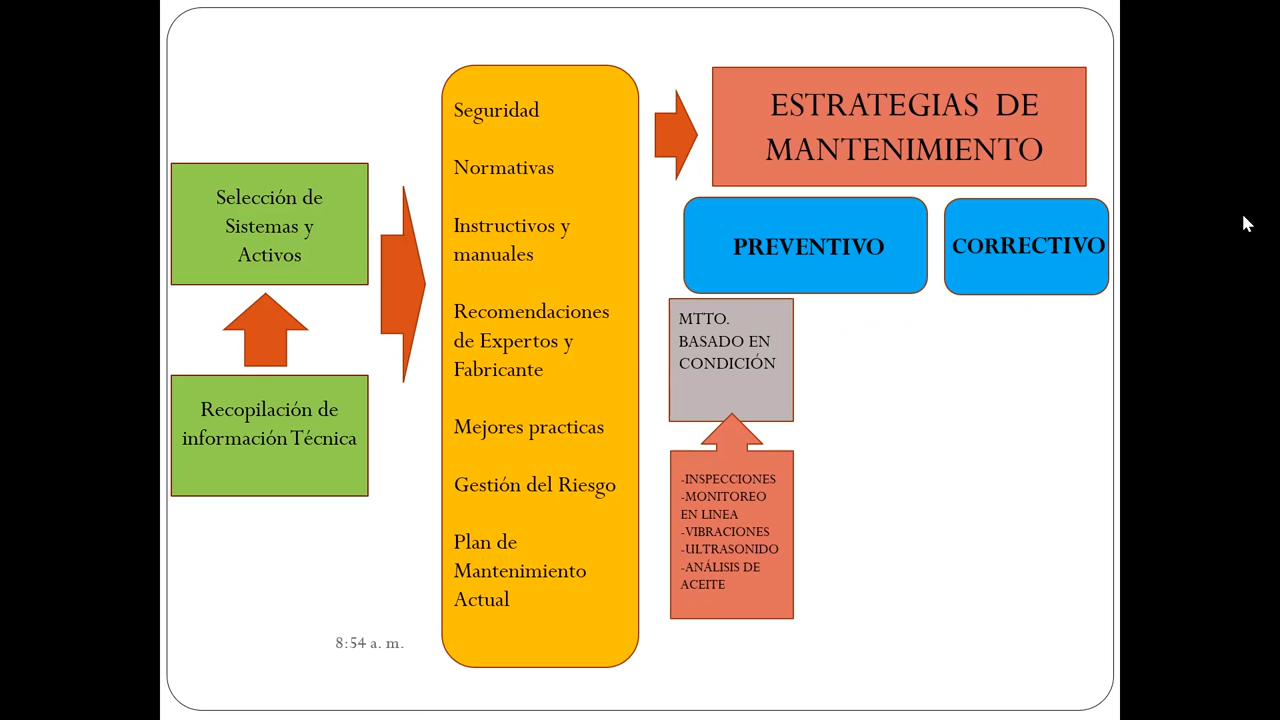 Selección de
Sistemas y
Activos
Recopilación de
información Técnica
Seguridad
Normativas
Instructivos y
manuales
Recomendaciones
de Expertos y
Fabricante
Mejores practicas
Gestión del Riesgo
Plan de
Mantenimiento
Actual
ESTRATEGIAS DE
MANTENIMIENTO
PREVENTIVO
CORRECTIVO
MTTO.
BASADO EN
CONDICIÓN
-INSPECCIONES
-MONITOREO
EN LINEA
-VIBRACIONES
-ULTRASONIDO
-ANÁLISIS DE
ACEITE
8:54 a. m.